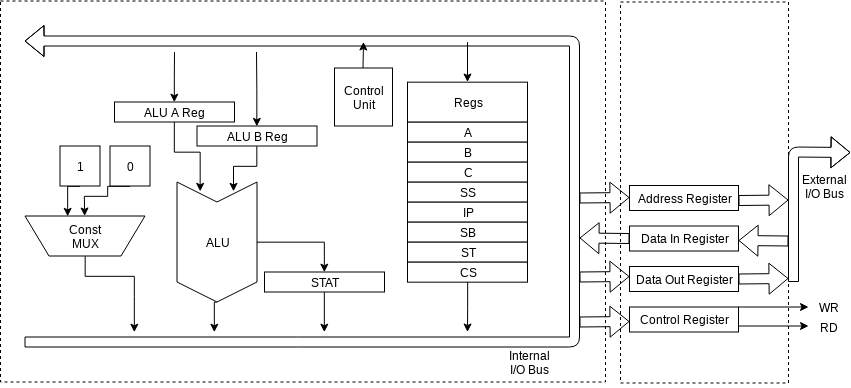 ALU A Reg
ALU B Reg
Control
Unit
Regs
A
B
C
SS
IP
SB
ST
CS
1
0
Const
MUX
ALU
STAT
Address Register
Data In Register
Data Out Register
Control Register
External
I/O Bus
WR
RD
Internal
I/O Bus